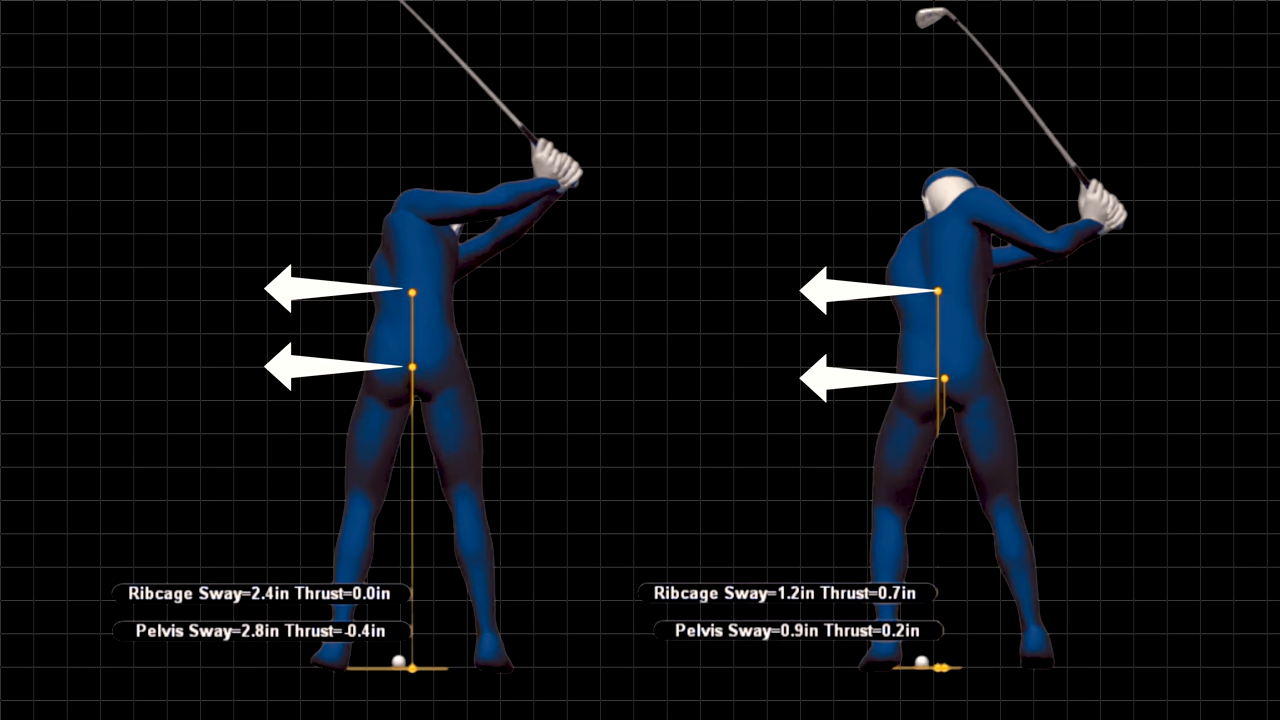 Ribcage Sway=2.4in Thrust=0.0in
Pelvis Sway=2.8in Thrust=-0.4in
Ribcage Sway=1.2in Thrust=0.7in
Pelvis Sway=0.9in Thrust=0.2in